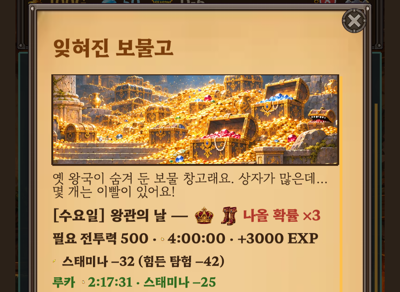 잊혀진 보물고
옛 왕국이 숨겨 둔 보물 창고래요. 상자가 많은데...
몇 개는 이빨이 있어요!
[수요일] 왕관의 날 — 나올 확률 ×3
필요 전투력 500 · 4:00:00 · +3000 EXP
스태미나 −32 (힘든 탐험 −42)
루카 2:17:31 · 스태미나 −25